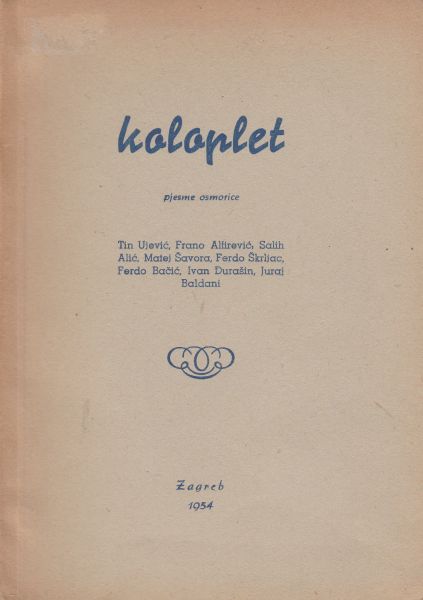 koloplet
pjesme osmorice
Tin Ujević, Frano Alfirević, Salih
Alić, Matej Šavora, Ferdo Škrljac,
Ferdo Bačić, Ivan Durašin, Juraj
Baldani
Zagreb
1954